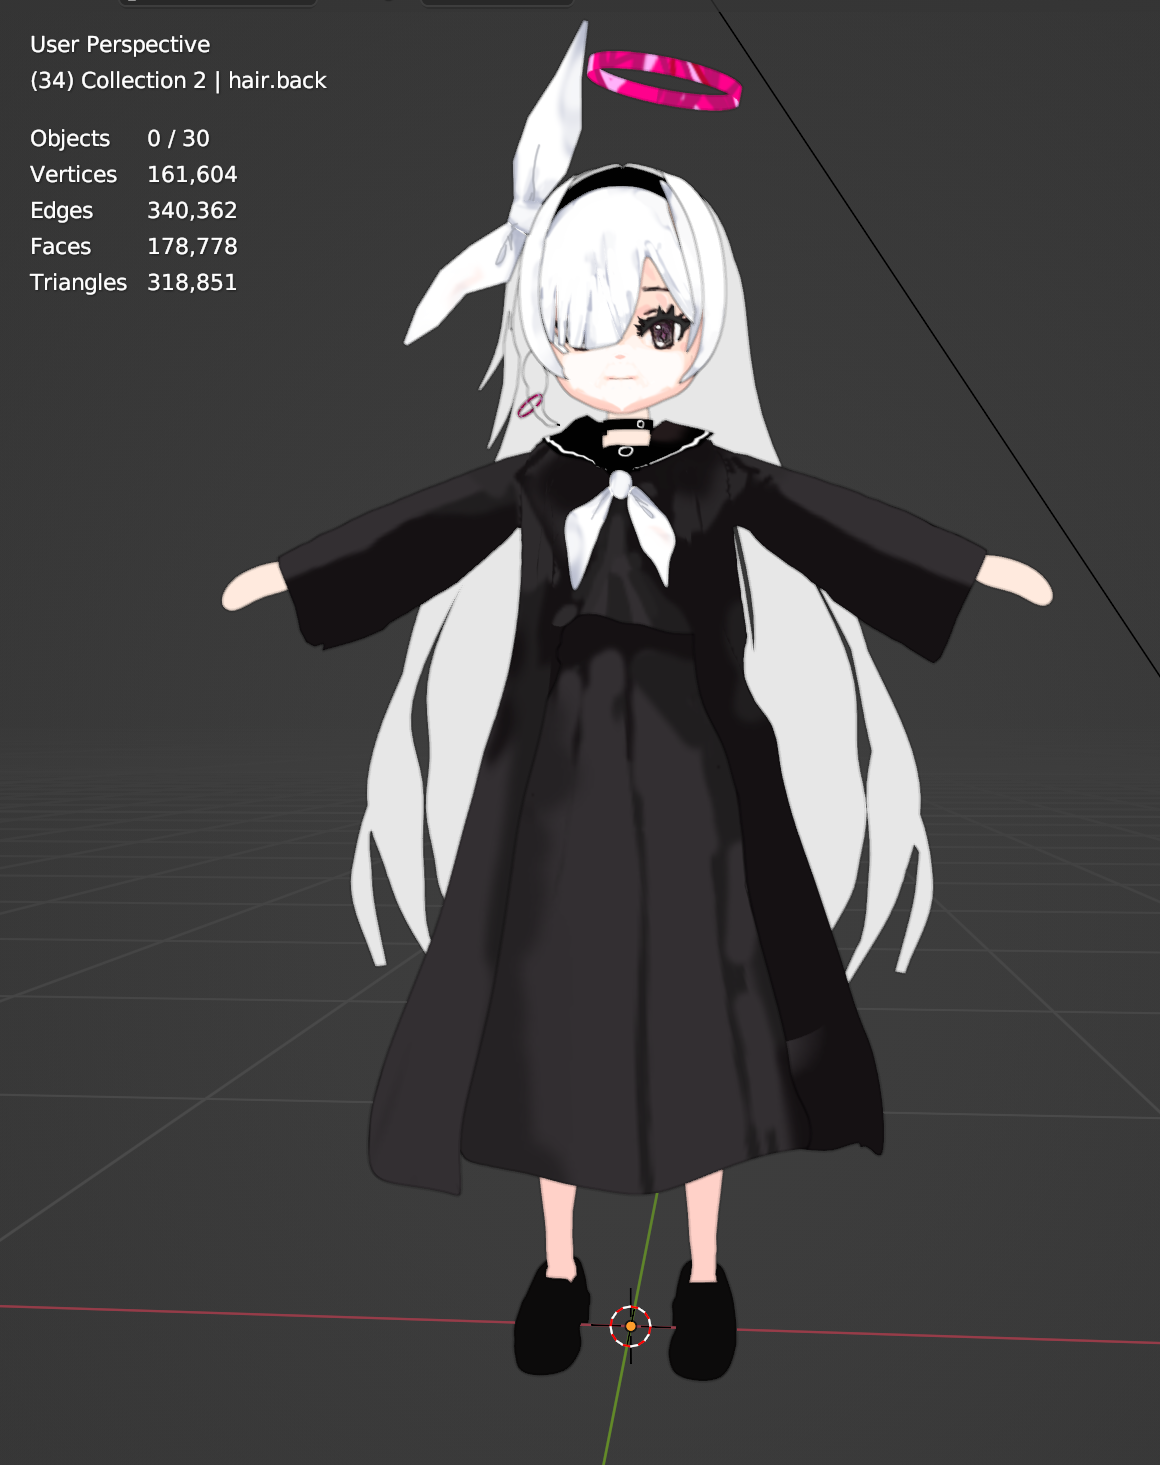 User Perspective
(34) Collection 2 | hair.back
Objects 0 / 30
Vertices 161,604
Edges 340,362
Faces 178,778
Triangles 318,851